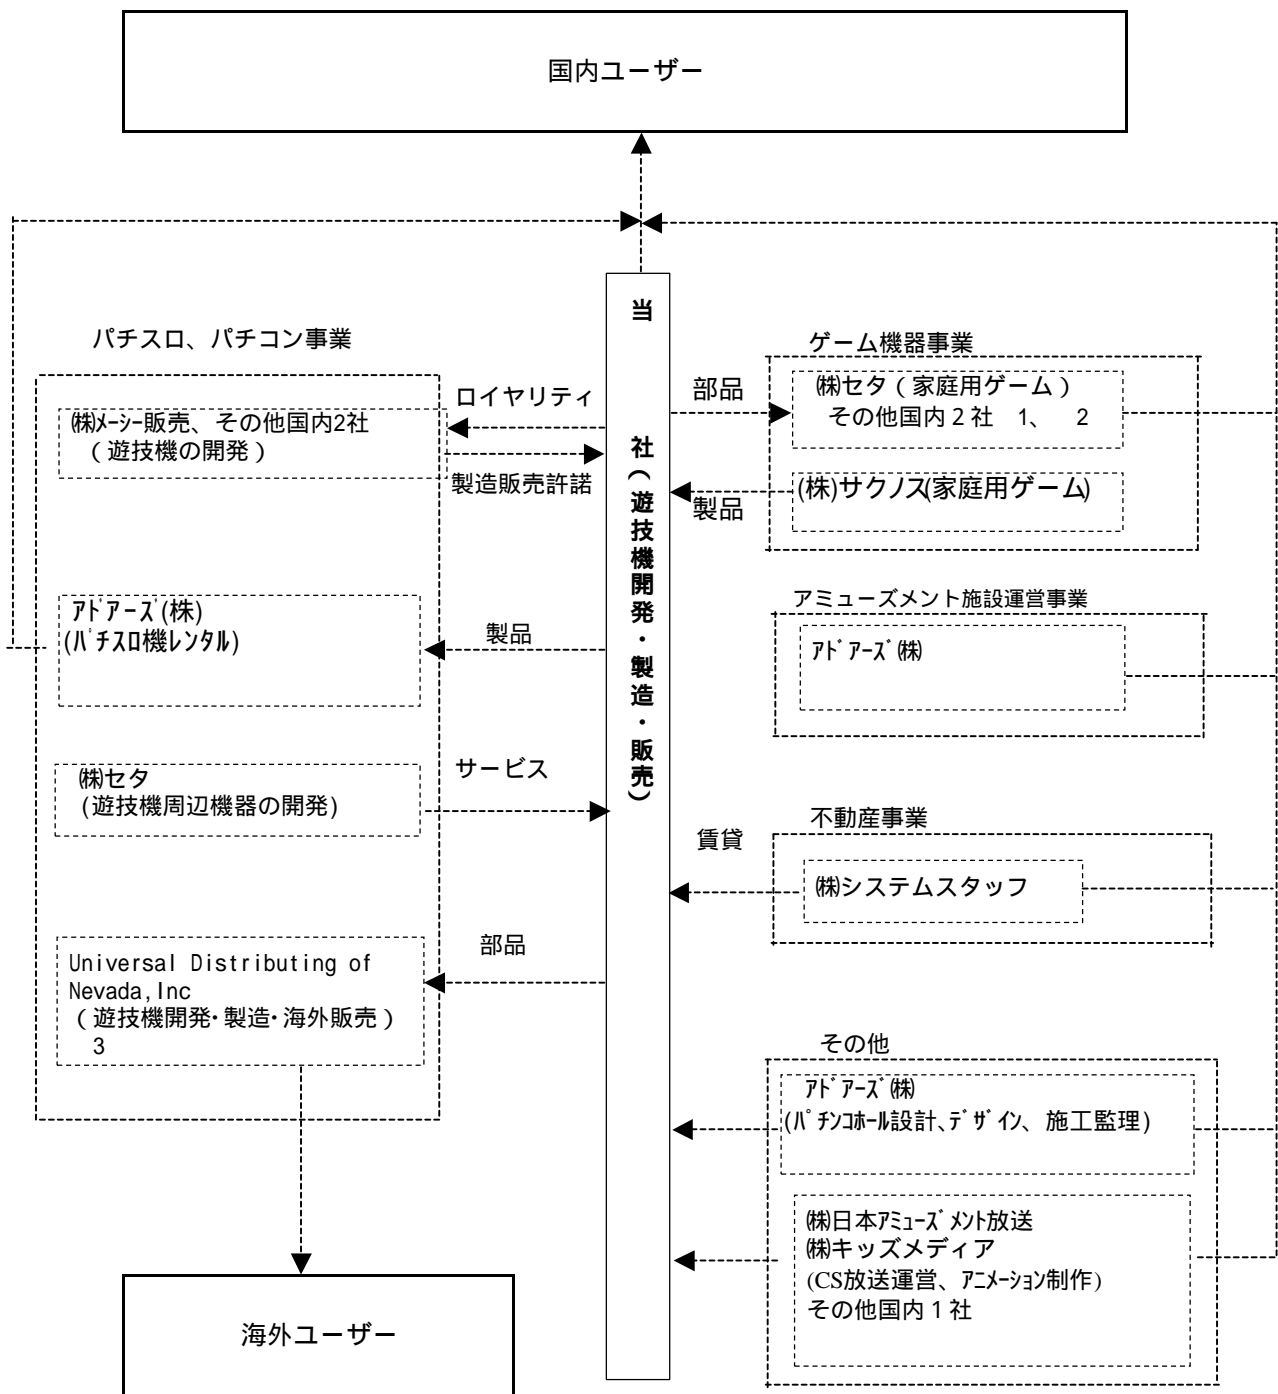 国内ユーザー
当
社(遊技機開発・製造・販売)
パチスロ、パチコン事業
ロイヤリティ
㈱ﾒｰｼｰ販売、その他国内2社
(遊技機の開発)
製造販売許諾
ｱﾄﾞｱｰｽﾞ(株)
(ﾊﾟﾁｽﾛ機ﾚﾝﾀﾙ)
製品
㈱セタ
(遊技機周辺機器の開発)
サービス
Universal Distributing of
Nevada,Inc
(遊技機開発・製造・海外販売)
3
部品
海外ユーザー
ゲーム機器事業
部品
㈱セタ(家庭用ゲーム)
その他国内2社 1、 2
(株)サクノス(家庭用ゲーム)
製品
アミューズメント施設運営事業
ｱﾄﾞｱｰｽﾞ㈱
不動産事業
賃貸
㈱システムスタッフ
その他
ｱﾄﾞｱｰｽﾞ㈱
(ﾊﾟﾁﾝｺﾎｰﾙ設計、ﾃﾞｻﾞｲﾝ、施工監理)
㈱日本ｱﾐｭｰｽﾞﾒﾝﾄ放送
㈱キッズメディア
(CS放送運営、ｱﾆﾒｰｼｮﾝ制作)
その他国内1社